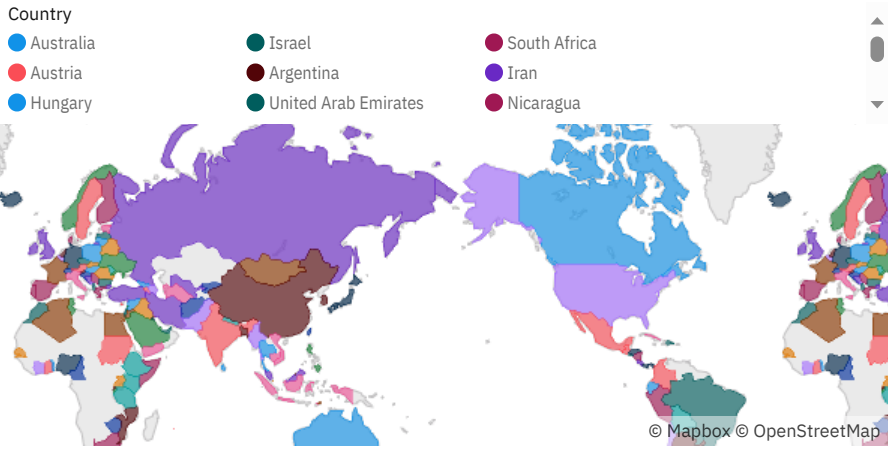 Country
Australia Israel South Africa
Austria Argentina Iran
Hungary United Arab Emirates Nicaragua
© Mapbox © OpenStreetMap